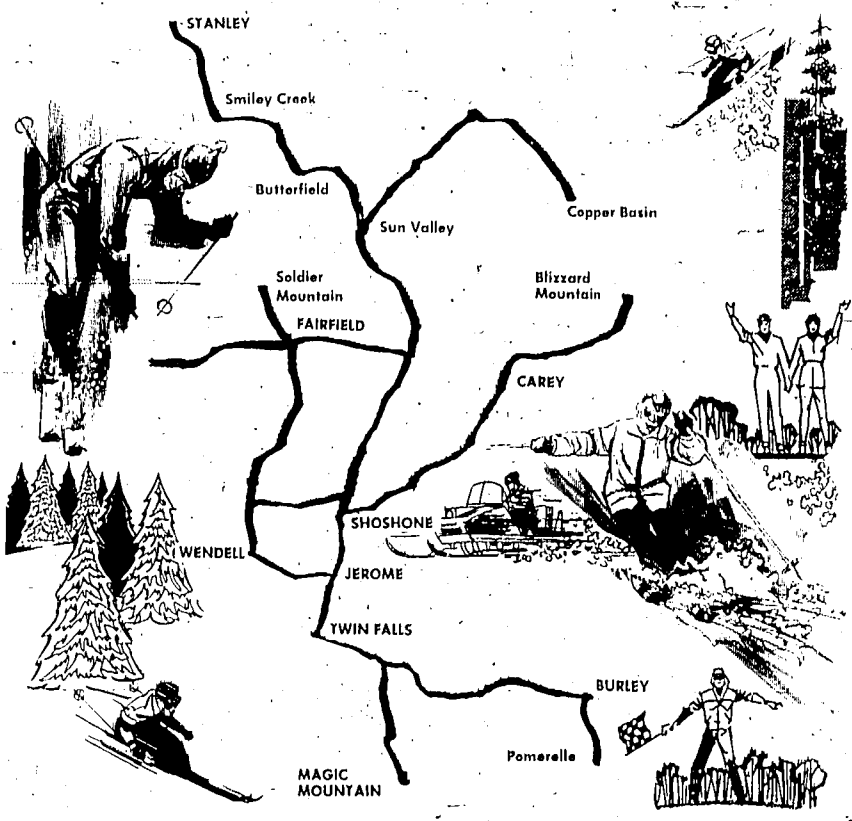 STANLEY
Smiley Creek
Butterfield
Sun Valley
Copper Basin
Soldier
Mountain
Blizzard
Mountain
FAIRFIELD
CAREY
SHOSHONE
WENDELL
JEROME
TWIN FALLS
BURLEY
Pomerelle
MAGIC
MOUNTAIN